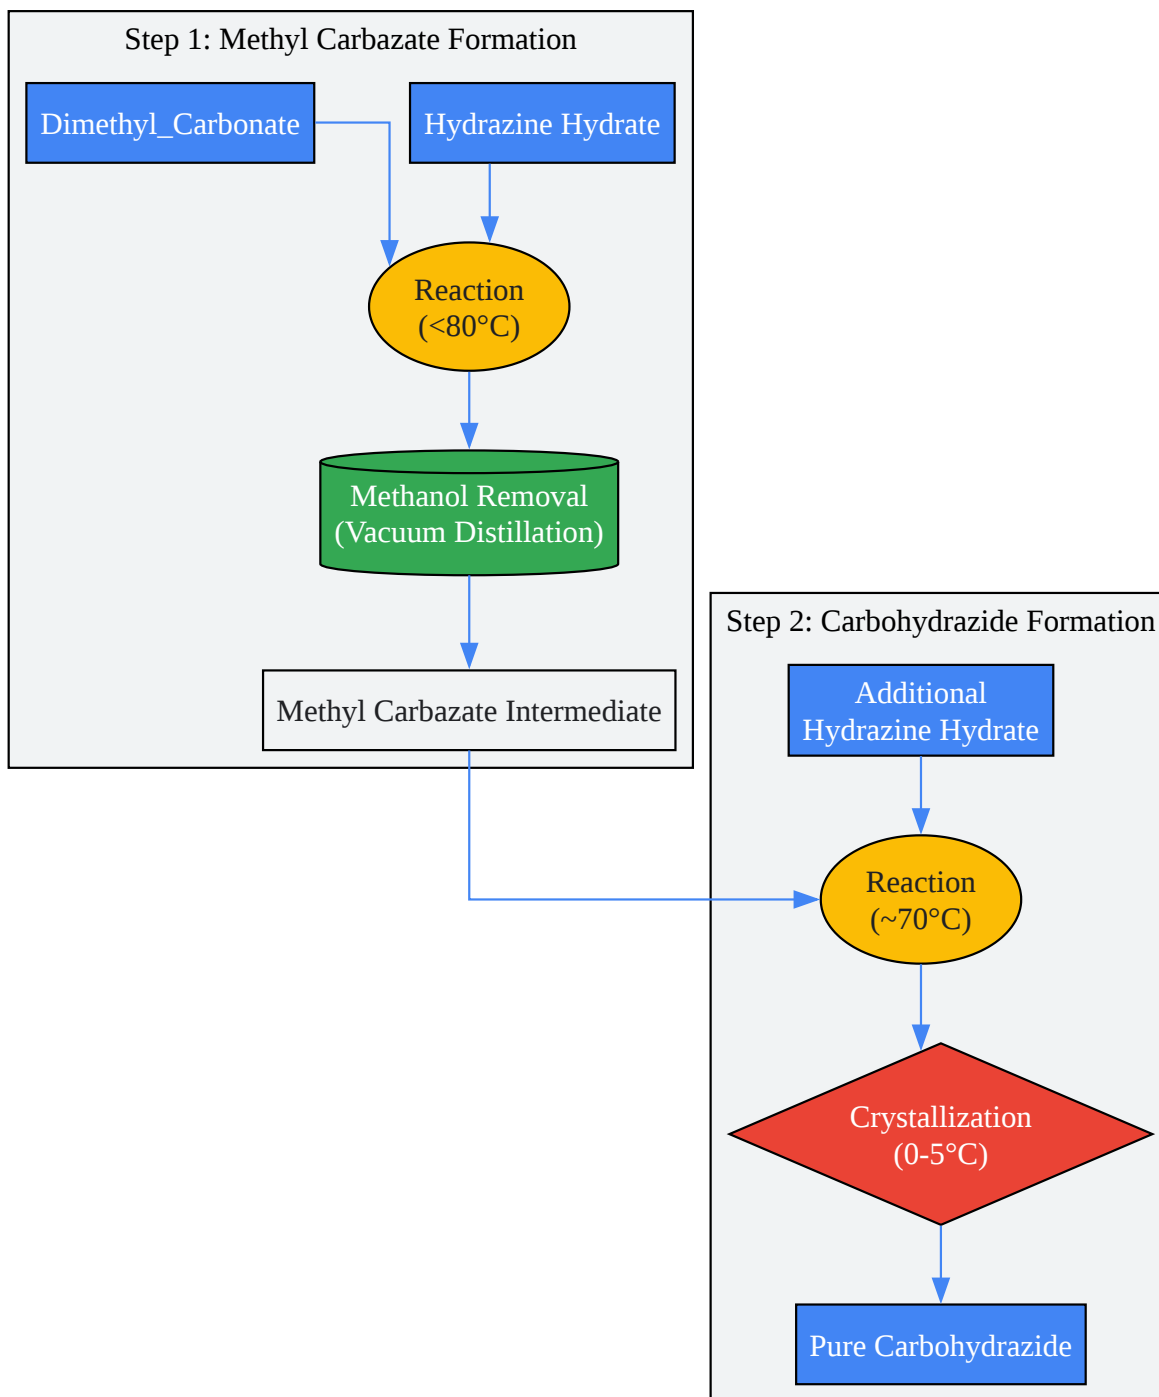 Step 1: Methyl Carbazate Formation
Dimethyl_Carbonate
Hydrazine Hydrate
Reaction
(<80°C)
Methanol Removal
(Vacuum Distillation)
Methyl Carbazate Intermediate
Step 2: Carbohydrazide Formation
Additional
Hydrazine Hydrate
Reaction
(~70°C)
Crystallization
(0-5°C)
Pure Carbohydrazide